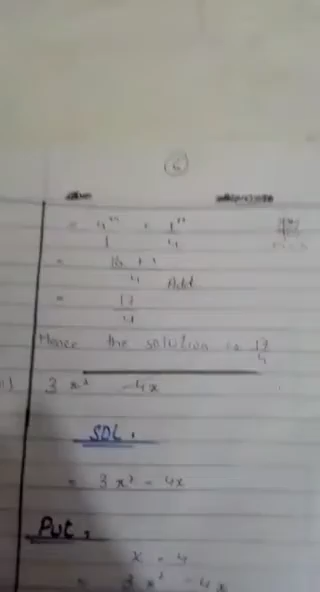 5
= 4 + 1
1 4
= 16 + 1
4 Add
= 17
4
Hence the solution is 17
4
3x² - 4x
SOL.
= 3x² - 4x
PUT,
x = 4
= 3x² - 4x